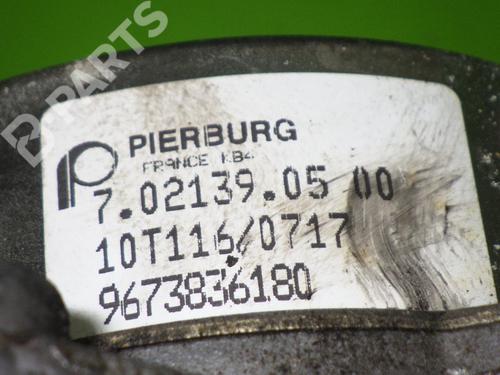 B-PARTS
PIERBURG
FRANCE KB4
7.02139.05 00
10T116/0717
9673836180